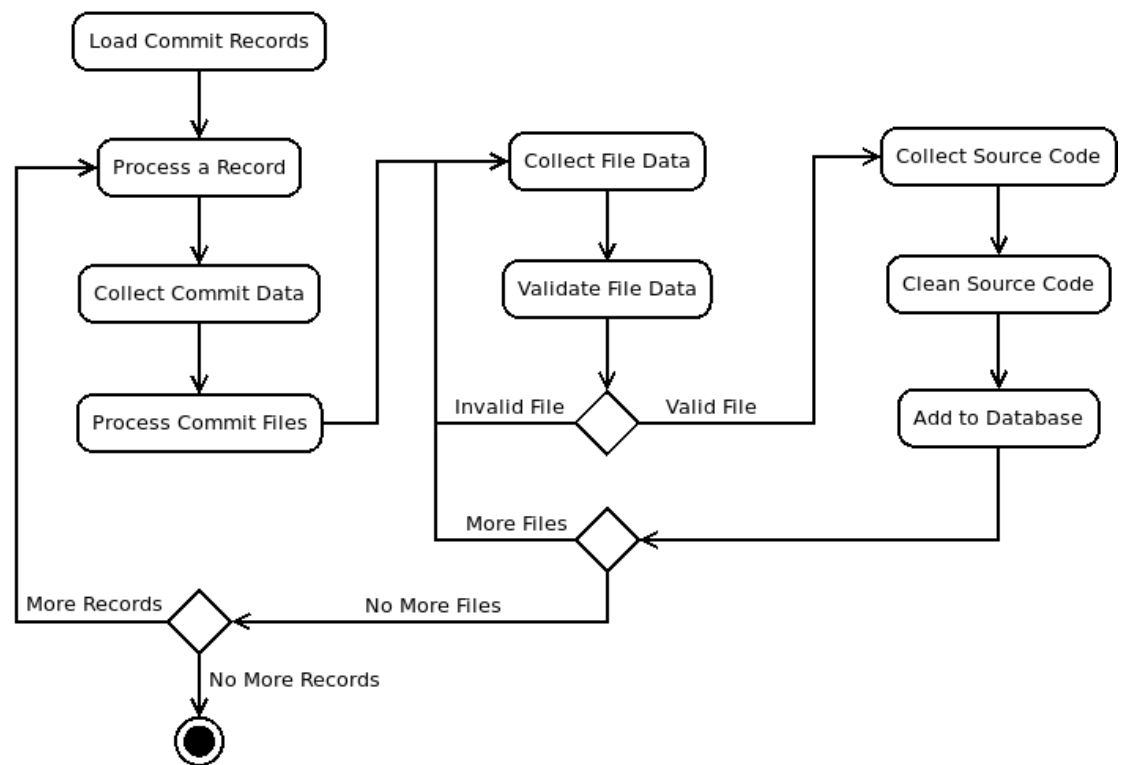 Load Commit Records
Process a Record
Collect Commit Data
Process Commit Files
Collect File Data
Validate File Data
Invalid File
Valid File
Collect Source Code
Clean Source Code
Add to Database
More Files
No More Files
More Records
No More Records